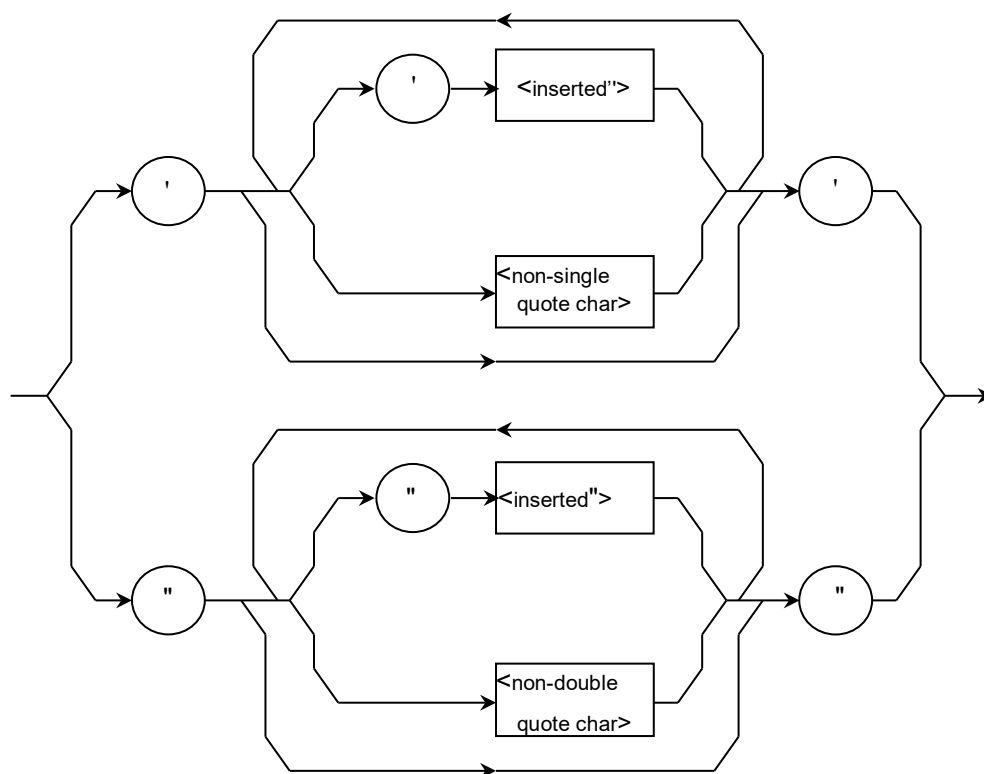 ' <inserted’'>
' '
<non-single
quote char>
" <inserted">
" "
<non-double
quote char>